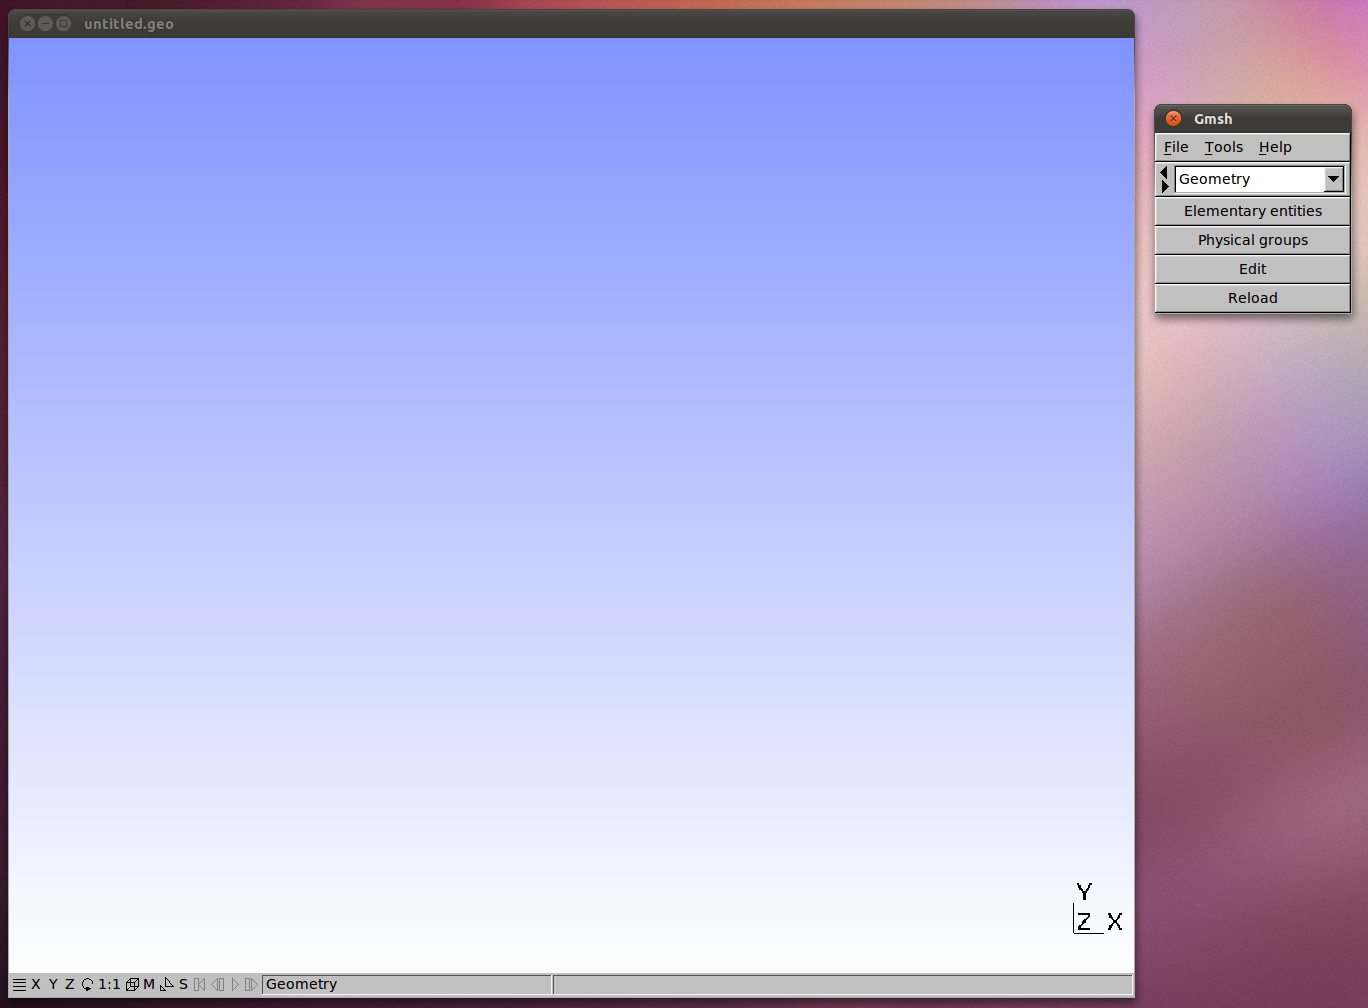 untitled.geo
Gmsh
File Tools Help
Geometry
Elementary entities
Physical groups
Edit
Reload
Y
Z X
X Y Z 1:1 M S Geometry